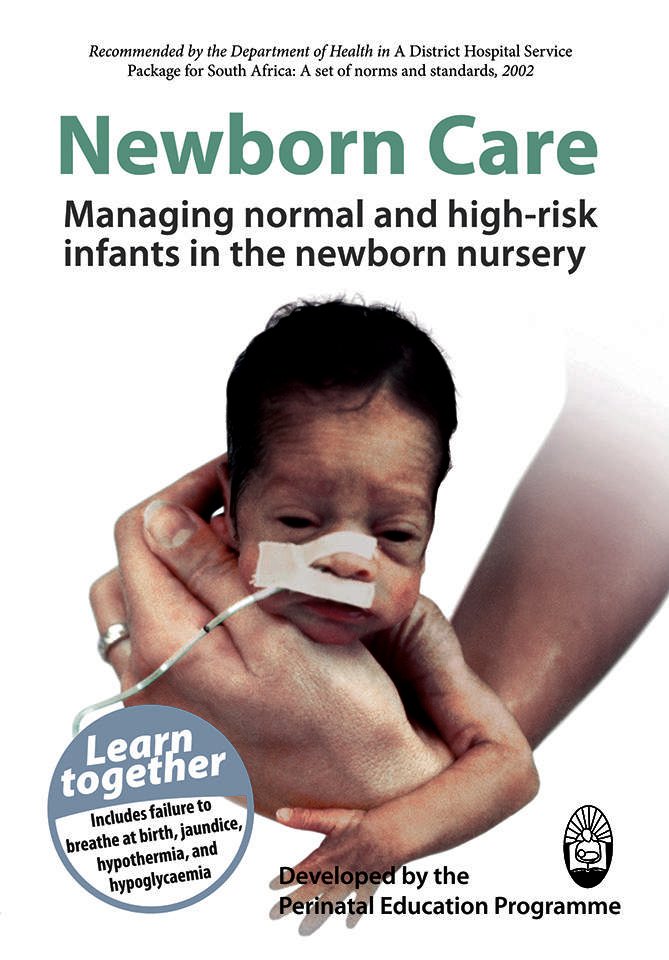 Recommended by the Department of Health in A District Hospital Service
Package for South Africa: A set of norms and standards, 2002
Newborn Care
Managing normal and high-risk
infants in the newborn nursery
Learn
together
Includes failure to
breathe at birth, jaundice,
hypothermia, and
hypoglycaemia
Developed by the
Perinatal Education Programme